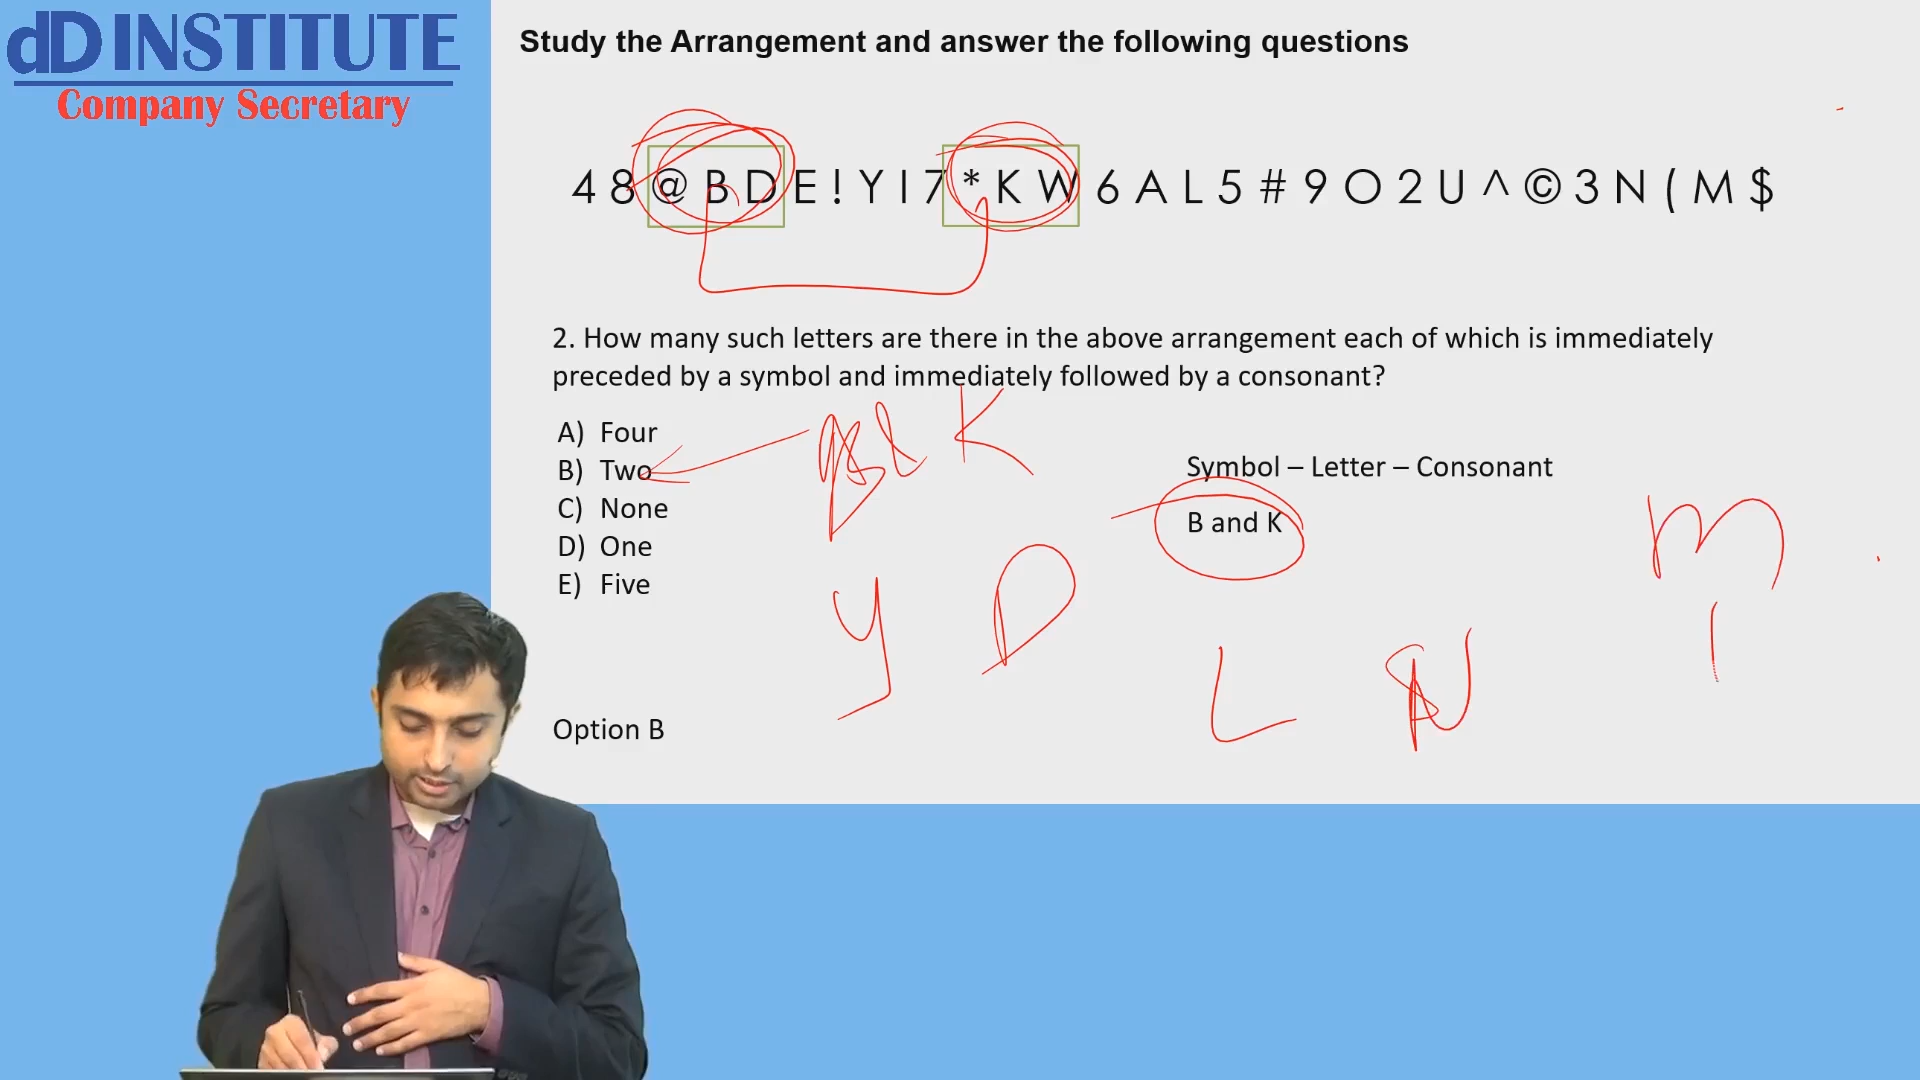 dD INSTITUTE
Company Secretary
Study the Arrangement and answer the following questions
4 8 @ B D E ! Y I 7 * K W 6 A L 5 # 9 O 2 U ^ © 3 N ( M $
2. How many such letters are there in the above arrangement each of which is immediately
preceded by a symbol and immediately followed by a consonant?
A) Four
B) Two
C) None
D) One
E) Five
K
Symbol – Letter – Consonant
B and K
M
Y D
L N
Option B